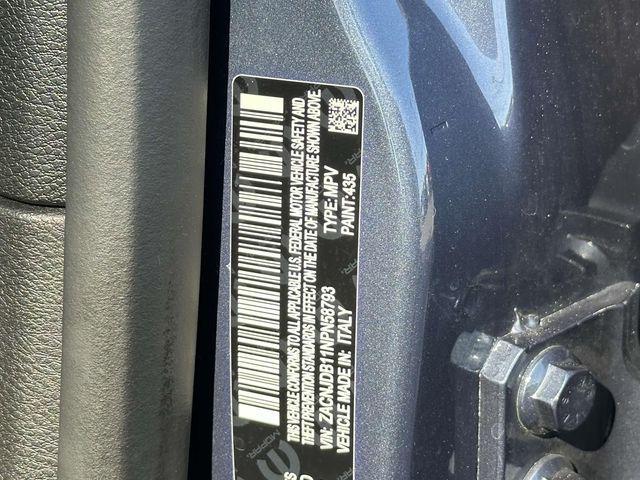 THIS VEHICLE CONFORMS TO ALL APPLICABLE U.S. FEDERAL MOTOR VEHICLE SAFETY AND
THEFT PREVENTION STANDARDS IN EFFECT ON THE DATE OF MANUFACTURE SHOWN ABOVE.
VIN: ZACNJDB11NPN58793 TYPE: MPV
VEHICLE MADE IN: ITALY PAINT: 435
MOPAR